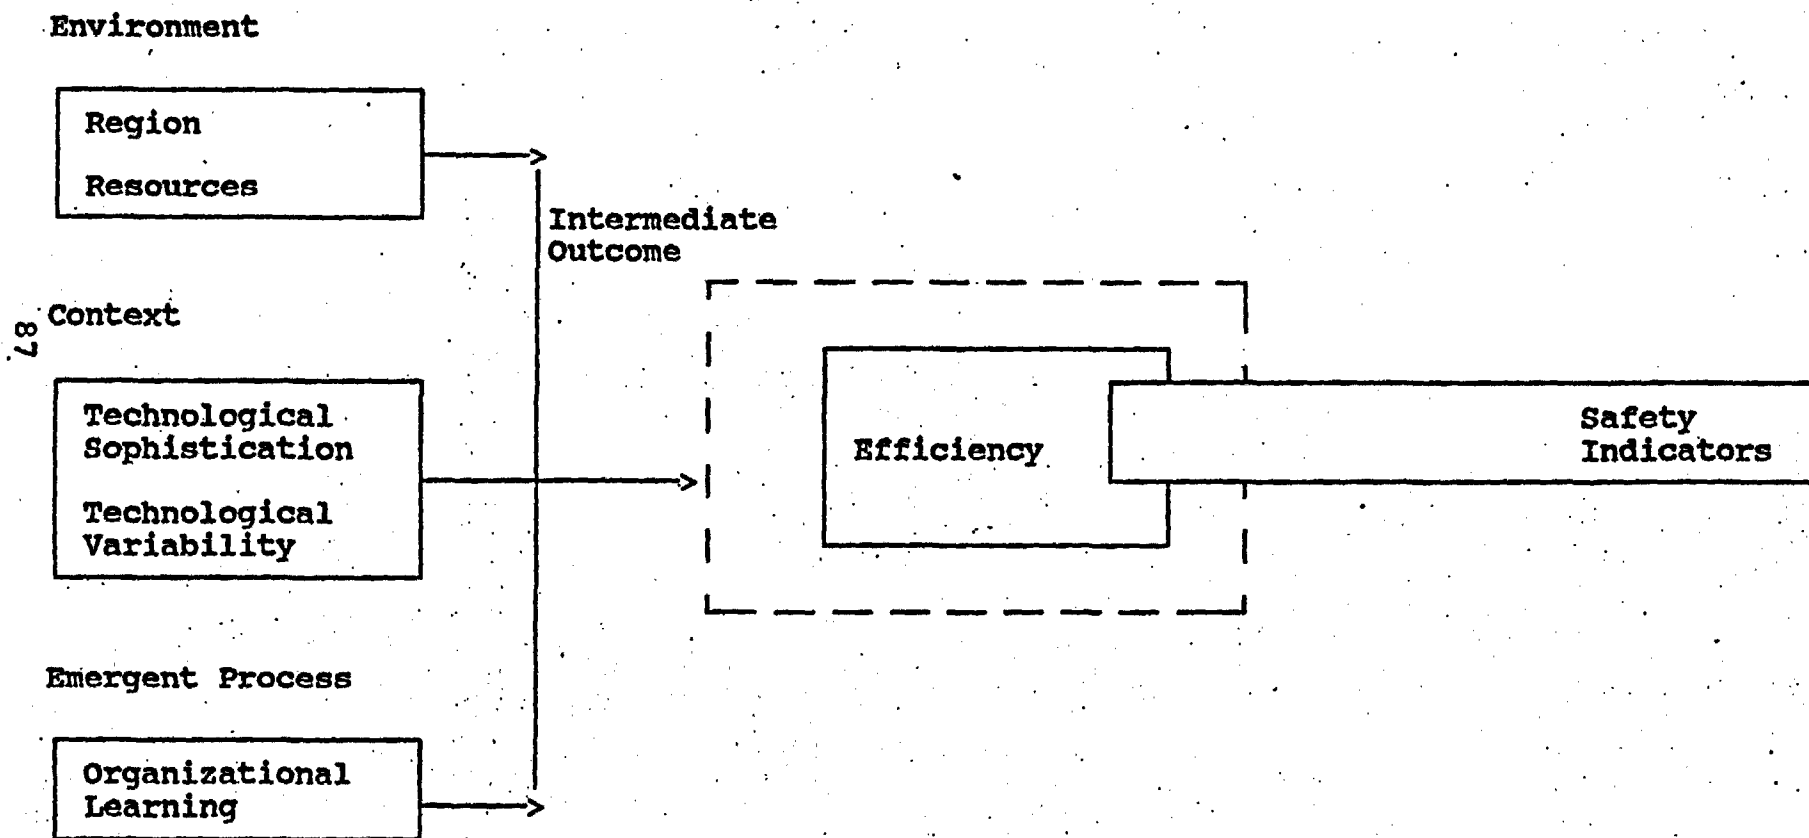 Environment
Region
Resources
Intermediate
Outcome
Context
87
Technological
Sophistication
Technological
Variability
Efficiency
Safety
Indicators
Emergent Process
Organizational
Learning